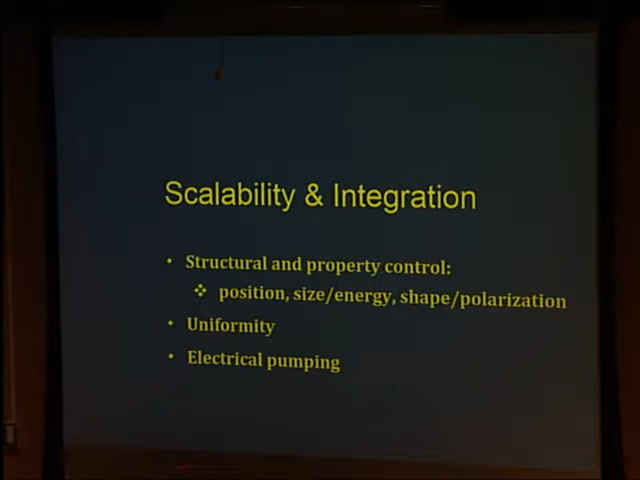 Scalability & Integration
• Structural and property control:
❖ position, size/energy, shape/polarization
• Uniformity
• Electrical pumping